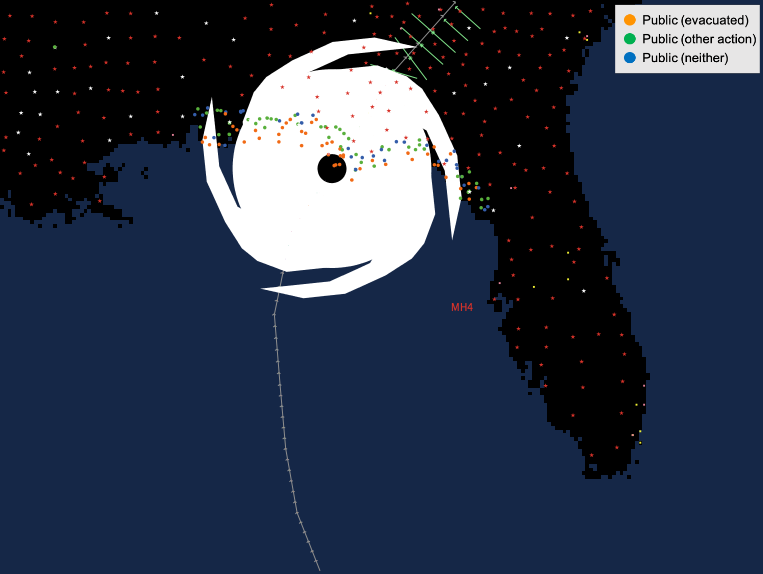 Public (evacuated)
Public (other action)
Public (neither)
MH4